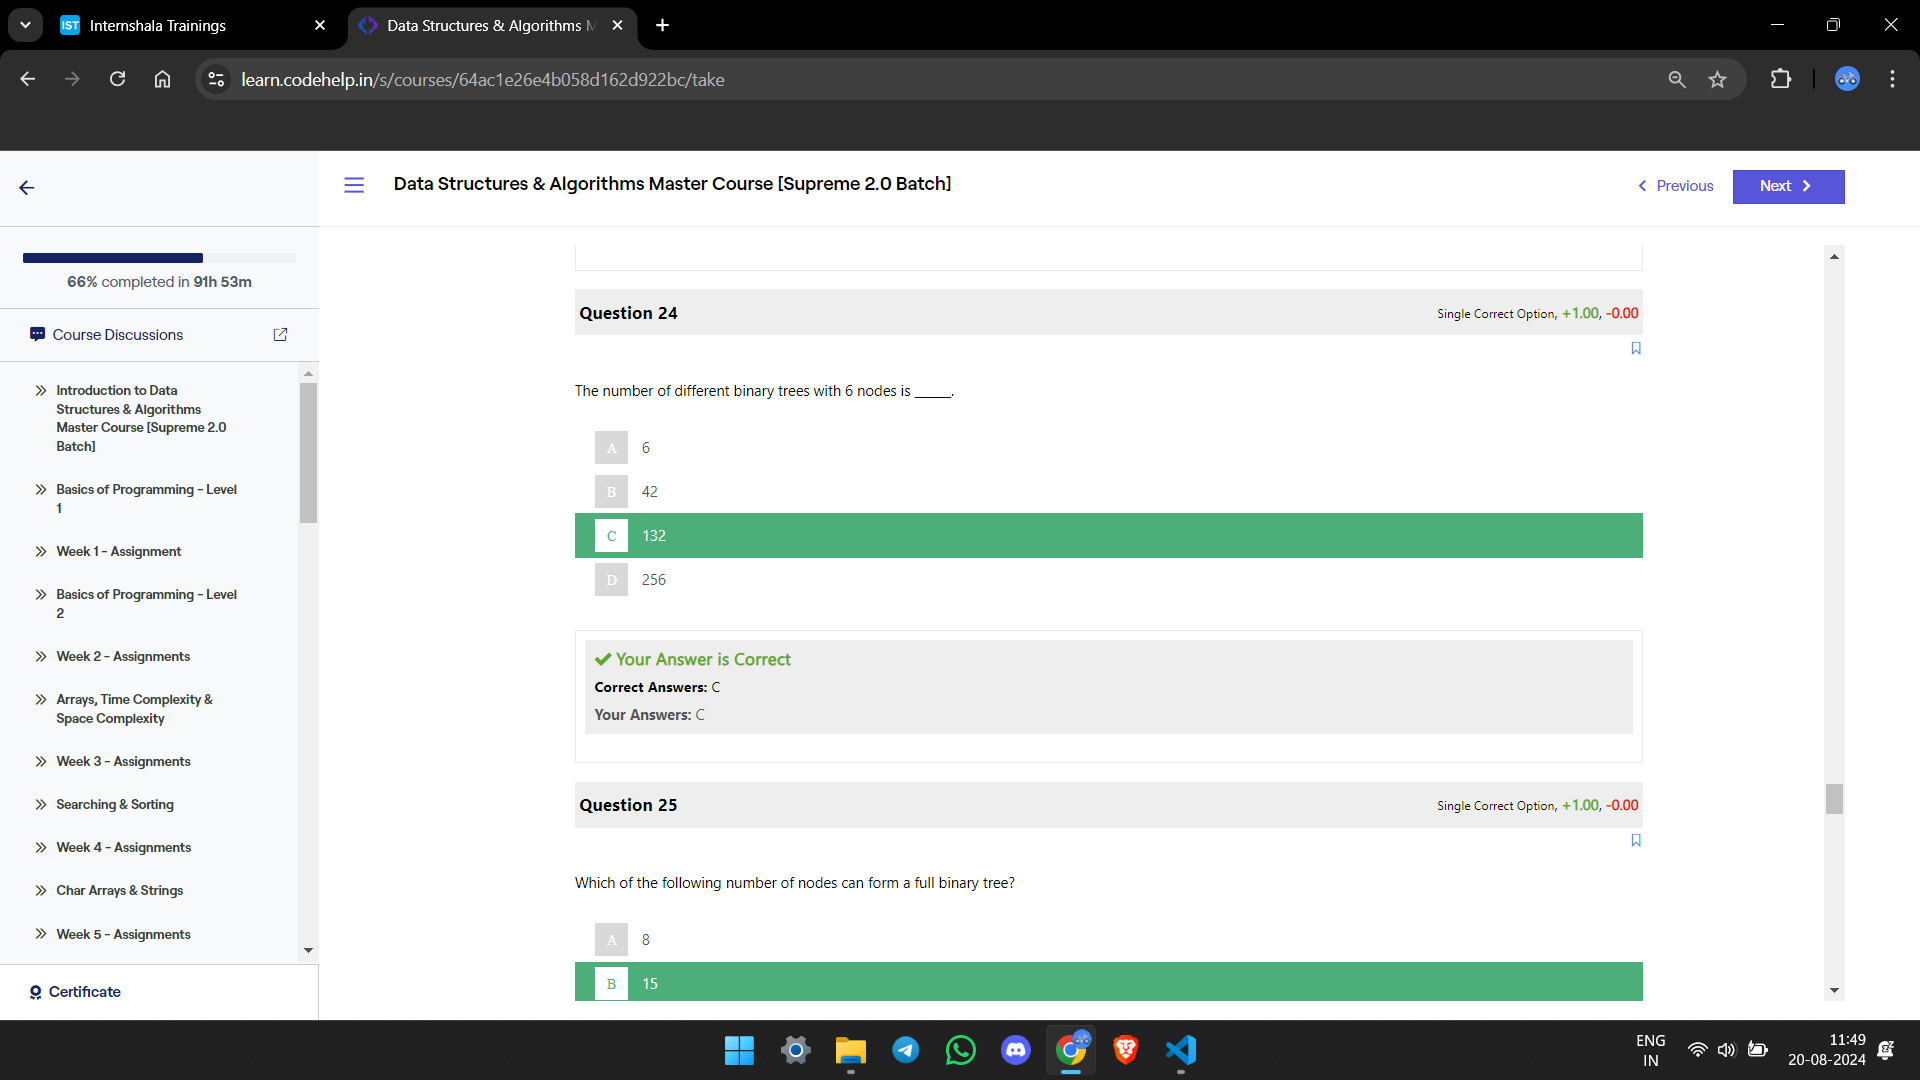 Internshala Trainings
Data Structures & Algorithms M
learn.codehelp.in/s/courses/64ac1e26e4b058d162d922bc/take
Data Structures & Algorithms Master Course [Supreme 2.0 Batch]
Previous
Next
66% completed in 91h 53m
Course Discussions
Introduction to Data
Structures & Algorithms
Master Course [Supreme 2.0
Batch]
Basics of Programming - Level
1
Week 1 - Assignment
Basics of Programming - Level
2
Week 2 - Assignments
Arrays, Time Complexity &
Space Complexity
Week 3 - Assignments
Searching & Sorting
Week 4 - Assignments
Char Arrays & Strings
Week 5 - Assignments
Certificate
Question 24
Single Correct Option, +1.00, -0.00
The number of different binary trees with 6 nodes is ______.
A 6
B 42
C 132
D 256
Your Answer is Correct
Correct Answers: C
Your Answers: C
Question 25
Single Correct Option, +1.00, -0.00
Which of the following number of nodes can form a full binary tree?
A 8
B 15
ENG
IN
11:49
20-08-2024